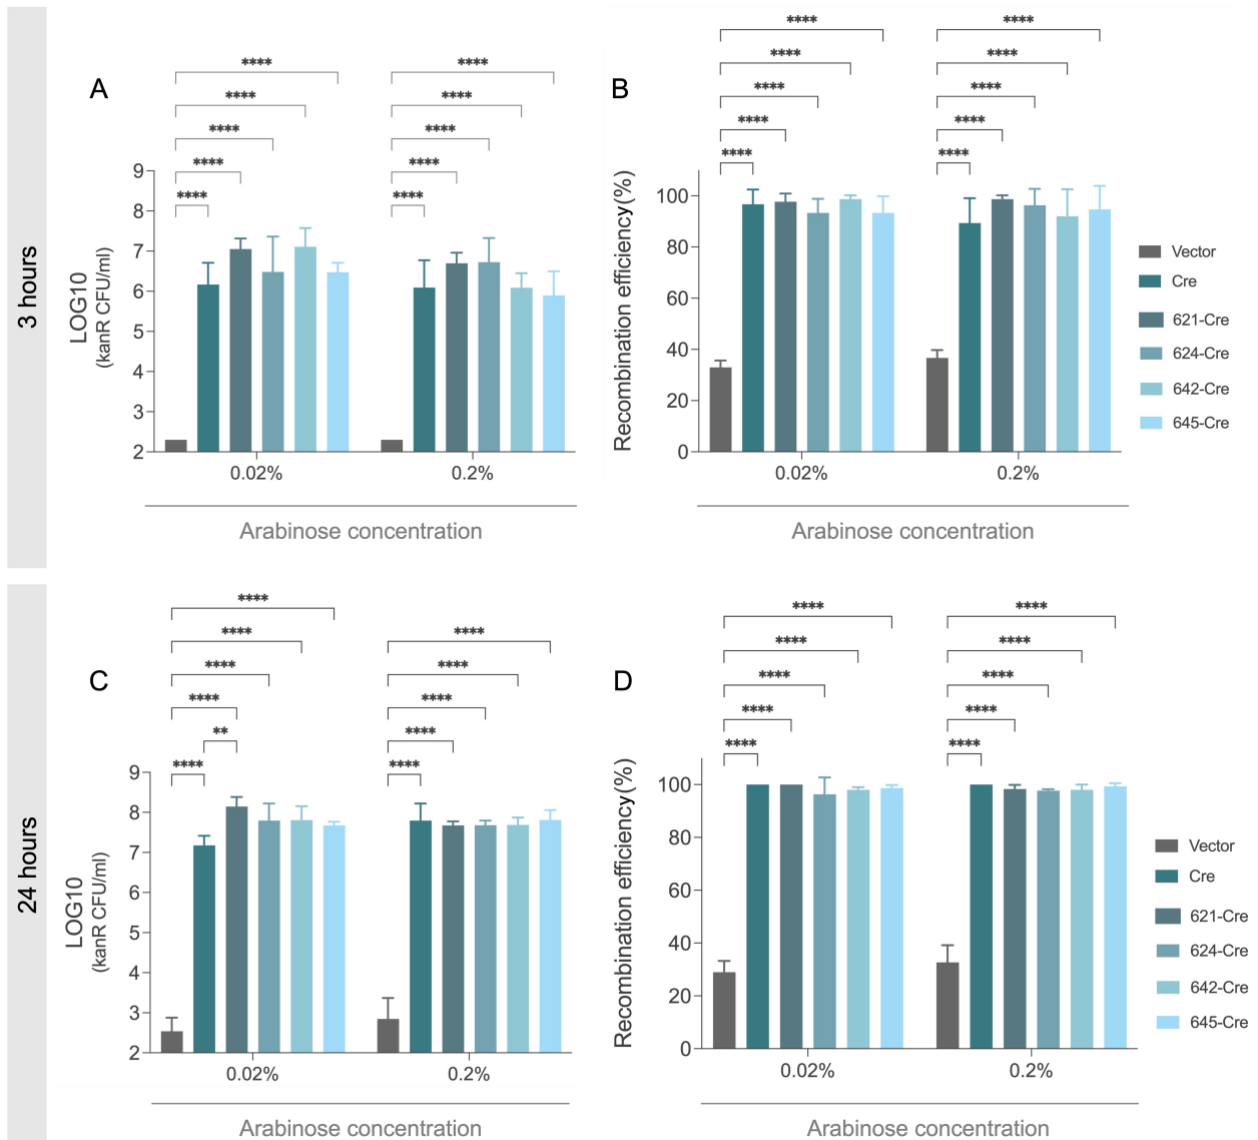 3 hours
A
**** ****
**** ****
**** ****
**** ****
**** ****
LOG10
(kanR CFU/ml)
9
8
7
6
5
4
3
2
0.02% 0.2%
Arabinose concentration
B
**** ****
**** ****
**** ****
**** ****
**** ****
Recombination efficiency(%)
100
80
60
40
20
0
0.02% 0.2%
Arabinose concentration
Vector
Cre
621-Cre
624-Cre
642-Cre
645-Cre
24 hours
C
****
**** ****
**** ****
**** ****
** ****
**** ****
LOG10
(kanR CFU/ml)
9
8
7
6
5
4
3
2
0.02% 0.2%
Arabinose concentration
D
**** ****
**** ****
**** ****
**** ****
**** ****
Recombination efficiency(%)
100
80
60
40
20
0
0.02% 0.2%
Arabinose concentration
Vector
Cre
621-Cre
624-Cre
642-Cre
645-Cre